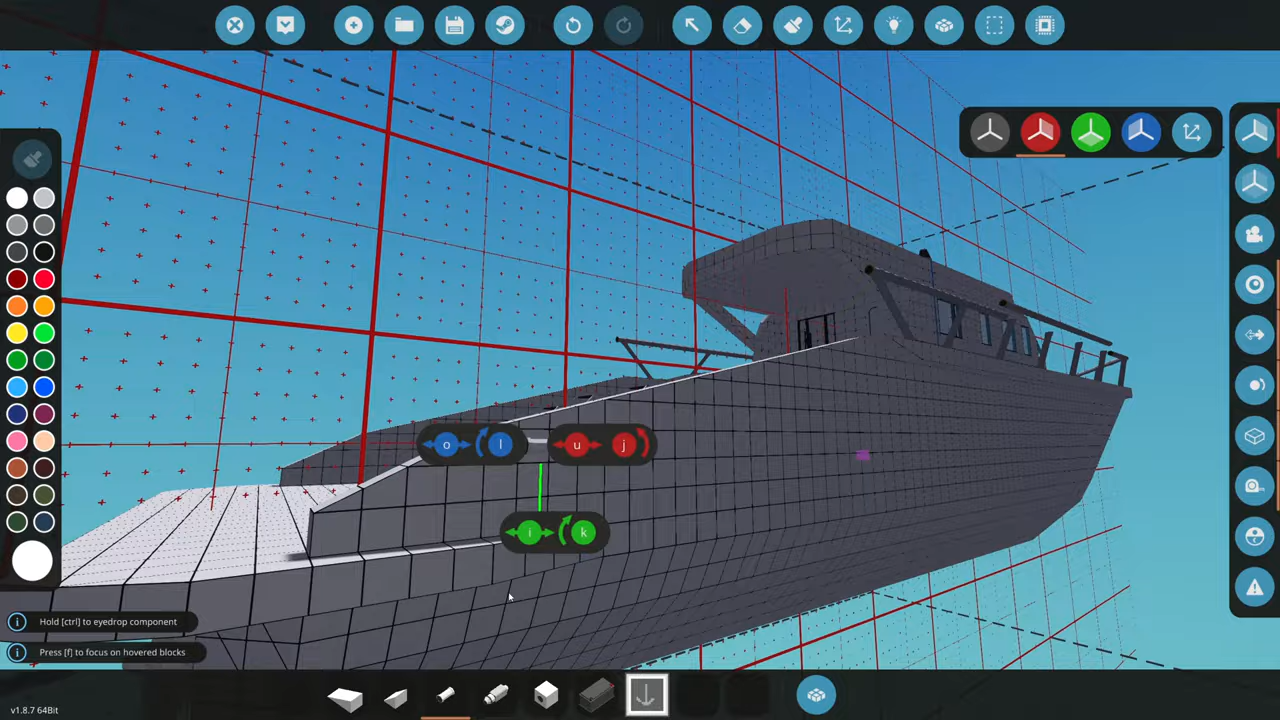 o l u j
i k
Hold [ctrl] to eyedrop component
Press [f] to focus on hovered blocks
v1.8.7 64Bit